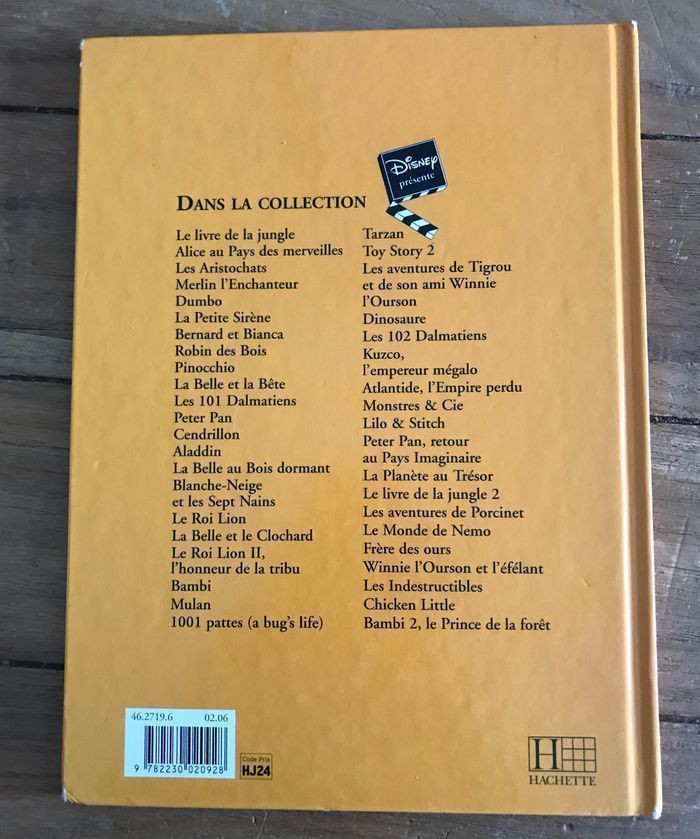 Disney
présente
DANS LA COLLECTION
Le livre de la jungle
Alice au Pays des merveilles
Les Aristochats
Merlin l'Enchanteur
Dumbo
La Petite Sirène
Bernard et Bianca
Robin des Bois
Pinocchio
La Belle et la Bête
Les 101 Dalmatiens
Peter Pan
Cendrillon
Aladdin
La Belle au Bois dormant
Blanche-Neige
et les Sept Nains
Le Roi Lion
La Belle et le Clochard
Le Roi Lion II,
l'honneur de la tribu
Bambi
Mulan
1001 pattes (a bug's life)
Tarzan
Toy Story 2
Les aventures de Tigrou
et de son ami Winnie
l'Ourson
Dinosaure
Les 102 Dalmatiens
Kuzco,
l'empereur mégalo
Atlantide, l'Empire perdu
Monstres & Cie
Lilo & Stitch
Peter Pan, retour
au Pays Imaginaire
La Planète au Trésor
Le livre de la jungle 2
Les aventures de Porcinet
Le Monde de Nemo
Frère des ours
Winnie l'Ourson et l'éfélant
Les Indestructibles
Chicken Little
Bambi 2, le Prince de la forêt
46.2719.6 02.06
9 782230 020928
Code Prix
HJ24
H
HACHETTE